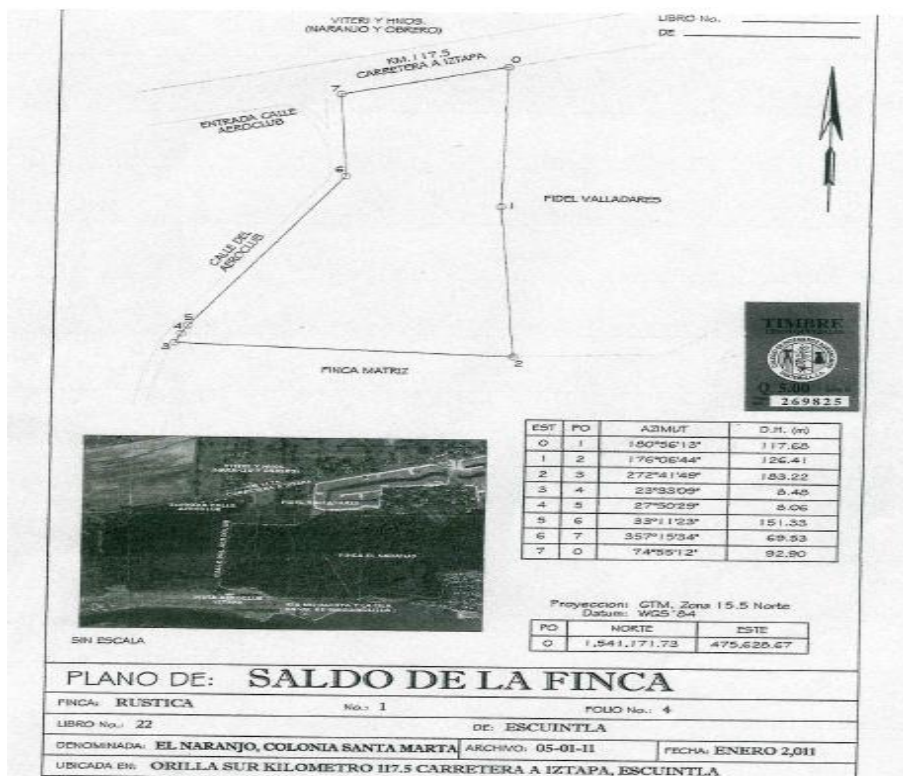 VITERI Y HNOS.
(NARANJO Y OBRERO)
LIBRO No.
DE
KM. 117.5
CARRETERA A IZTAPA
0
7
ENTRADA CALLE
AEROCLUB
6
1
FIDEL VALLADARES
CALLE DEL
AEROCLUB
5
4
3
2
FINCA MATRIZ
TIMBRE
Q 5.00
269825
EST PO AZIMUT D.H. (m)
0 1 180°56'13" 117.68
1 2 176°06'44" 126.41
2 3 272°41'49" 183.22
3 4 23°33'09" 8.48
4 5 27°50'29" 8.06
5 6 33°11'23" 151.33
6 7 357°15'34" 69.53
7 0 74°55'12" 92.90
CALLE DEL AEROCLUB
Proyeccion: GTM, Zona 15.5 Norte
Datum: WGS'84
PO NORTE ESTE
0 1,541,171.73 475,628.67
SIN ESCALA
PLANO DE: SALDO DE LA FINCA
FINCA: RUSTICA No.: 1 FOLIO No.: 4
LIBRO No.: 22 DE: ESCUINTLA
DENOMINADA: EL NARANJO, COLONIA SANTA MARTA ARCHIVO: 05-01-11 FECHA: ENERO 2,011
UBICADA EN: ORILLA SUR KILOMETRO 117.5 CARRETERA A IZTAPA, ESCUINTLA